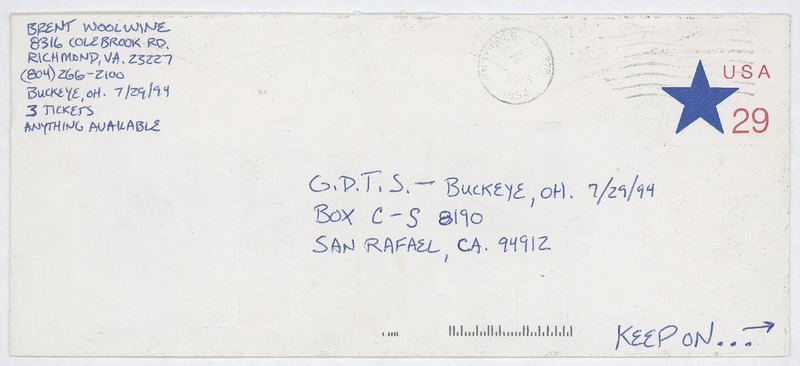 BRENT WOOLWINE
8316 COLEBROOK RD.
RICHMOND, VA. 23227
(804) 266-2100
BUCKEYE, OH. 7/29/94
3 TICKETS
ANYTHING AVAILABLE
1994
USA
29
G.D.T.S. — BUCKEYE, OH. 7/29/94
BOX C-S 8190
SAN RAFAEL, CA. 94912
KEEP ON...→